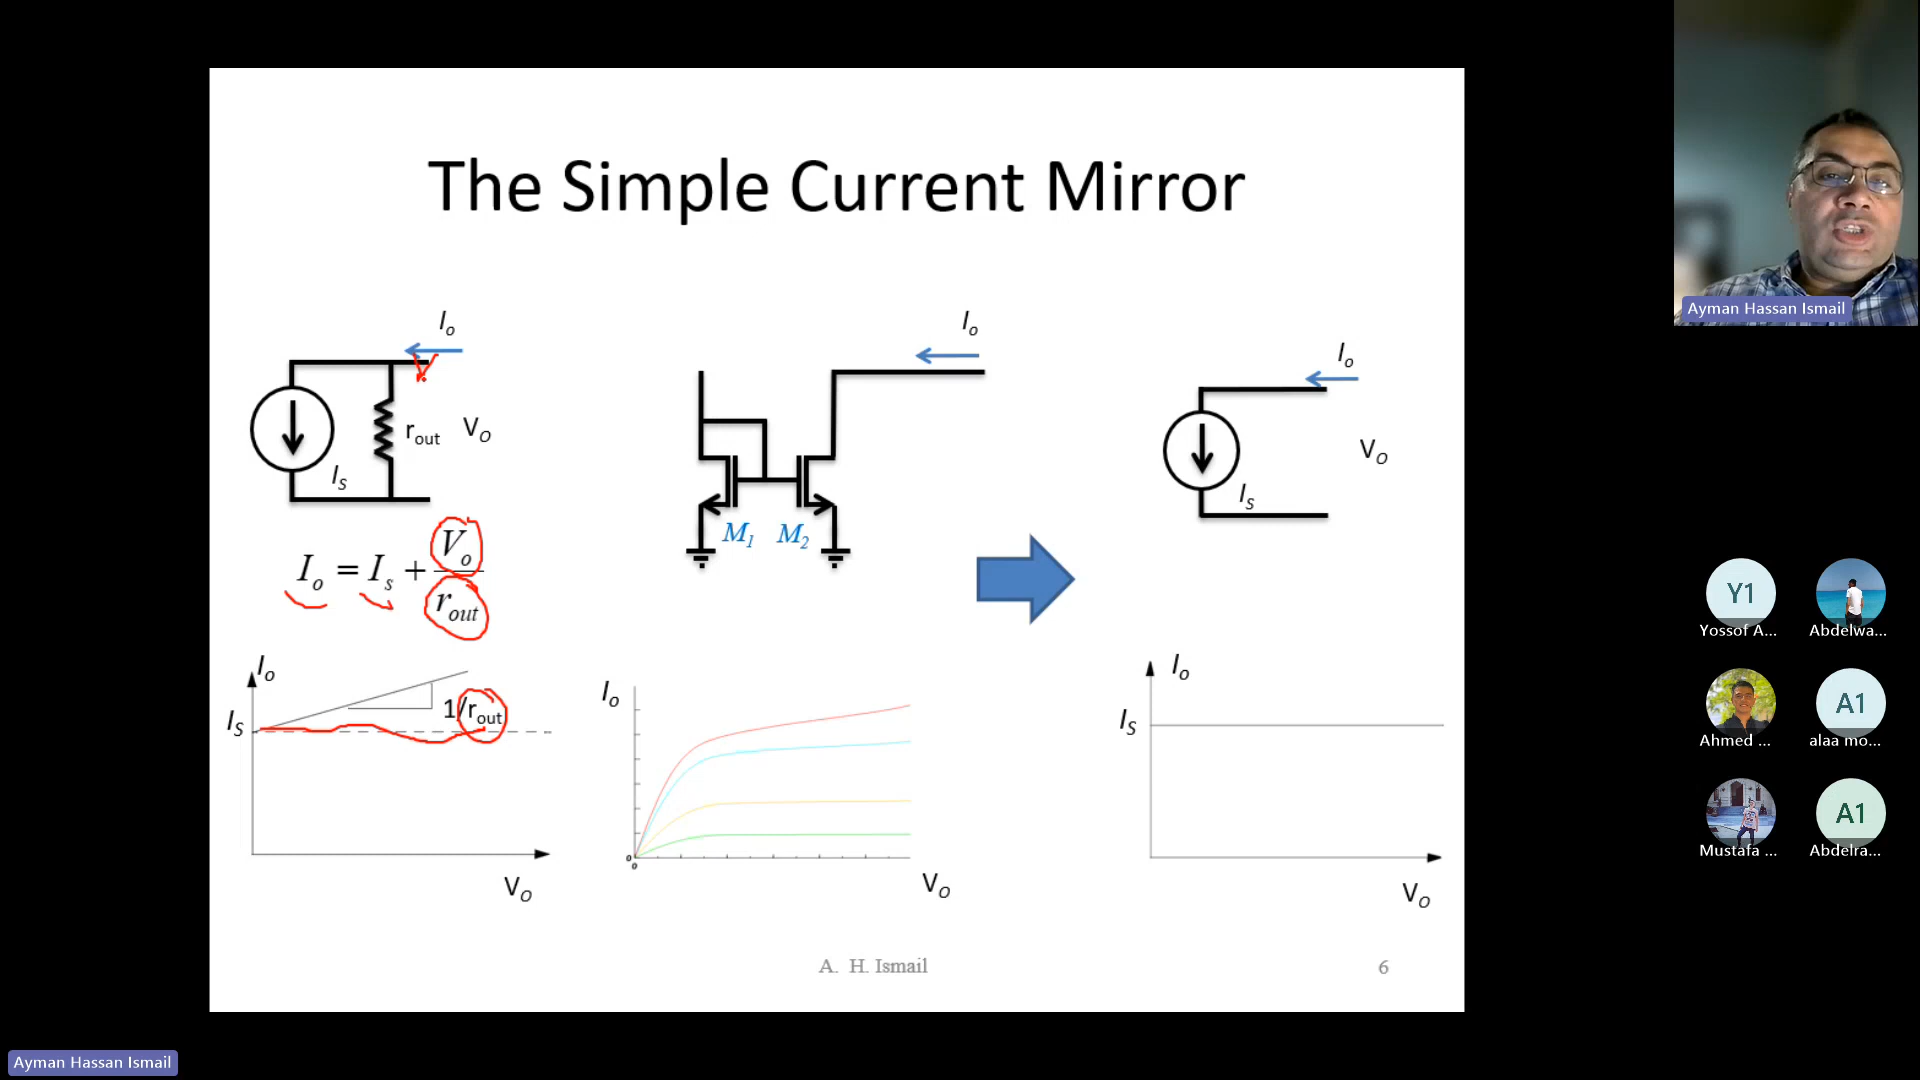 The Simple Current Mirror
Io
Io
Io
rout
VO
IS
VO
IS
M1
M2
Io = Is + Vo / rout
Io
IS
1/rout
VO
Io
0
0
VO
Io
IS
VO
A. H. Ismail
6
Ayman Hassan Ismail
Y1
Yossof A...
Abdelwa...
Ahmed ...
A1
alaa mo...
Mustafa ...
A1
Abdelra...
Ayman Hassan Ismail